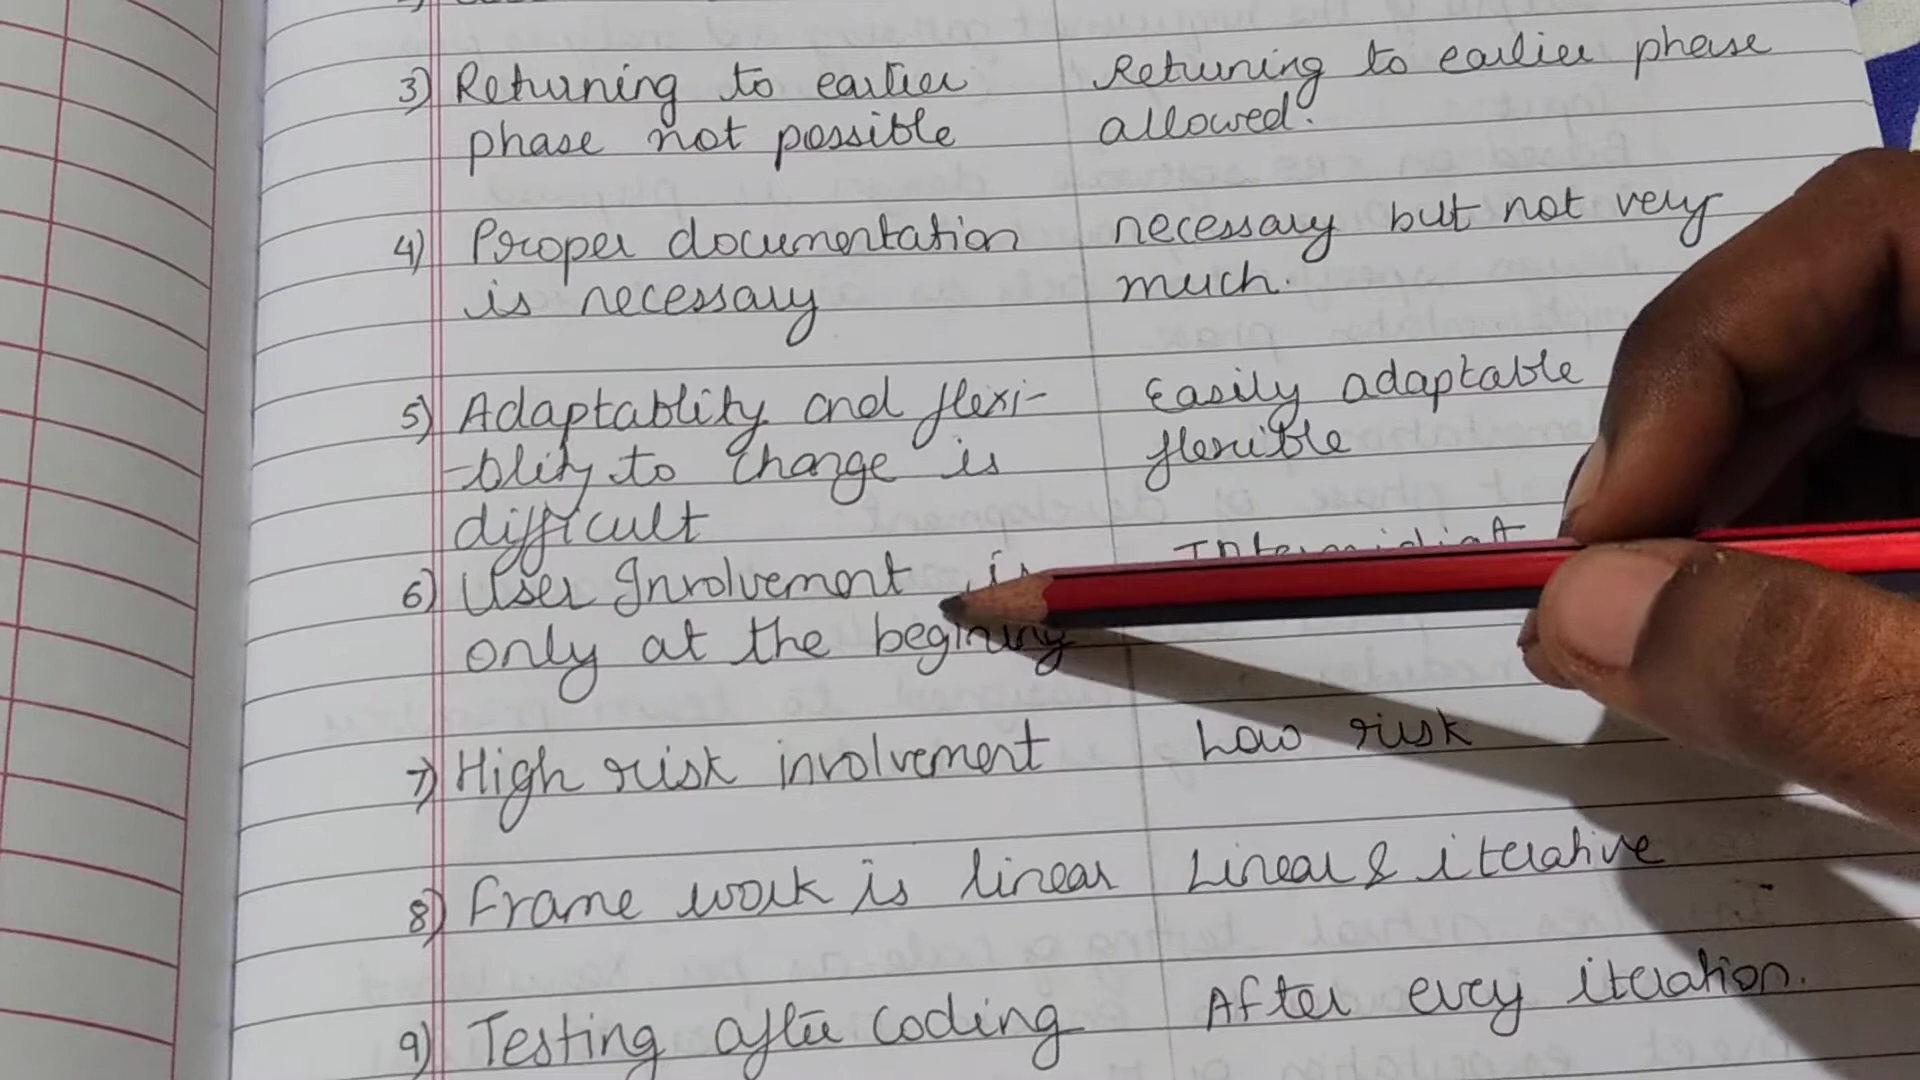 3) Returning to earlier
phase not possible
Returning to earlier phase
allowed.
4) Proper documentation
is necessary
necessary but not very
much.
5) Adaptablity and flexi-
-blity to change is
difficult
Easily adaptable
flexible
6) User Involvement is
only at the begining
7) High risk involvement
Low risk
8) Frame work is linear
Linear & iterative
9) Testing after coding
After every iteration.